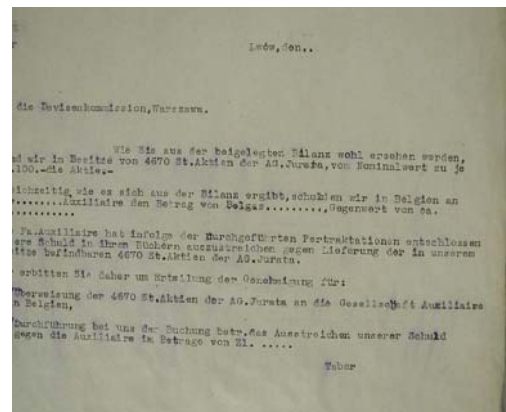 Lwów,den..
die Devisenkommission,Warszawa.
Wie Sie aus der beigelegten Bilanz wohl ersehen werden,
nd wir in Besitze von 4670 St.Aktien der AG.Jurata,vom Nominalwert zu je
.100.-die Aktie.-
eichzeitig wie es sich aus der Bilanz ergibt,schulden wir in Belgien an
........Auxiliaire den Betrag von Belgas.........,Gegenwert von ca.
............
Fa.Auxiliaire hat infolge der Durchgeführten Pertraktationen entschlossen
ere Schuld in ihrem Büchern auszustreichen gegen Lieferung der in unserem
itze befindbaren 4670 St.Aktien der AG.Jurata.
erbitten Sie daher um Erteilung der Genehmigung für:
Überweisung der 4670 St.Aktien der AG.Jurata an die Gesellschaft Auxiliaire
n Belgien,
Durchführung bei uns der Buchung betr.das Ausstreichen unserer Schuld
gegen die Auxiliaire im Betrage von Zl. .....
Tabor